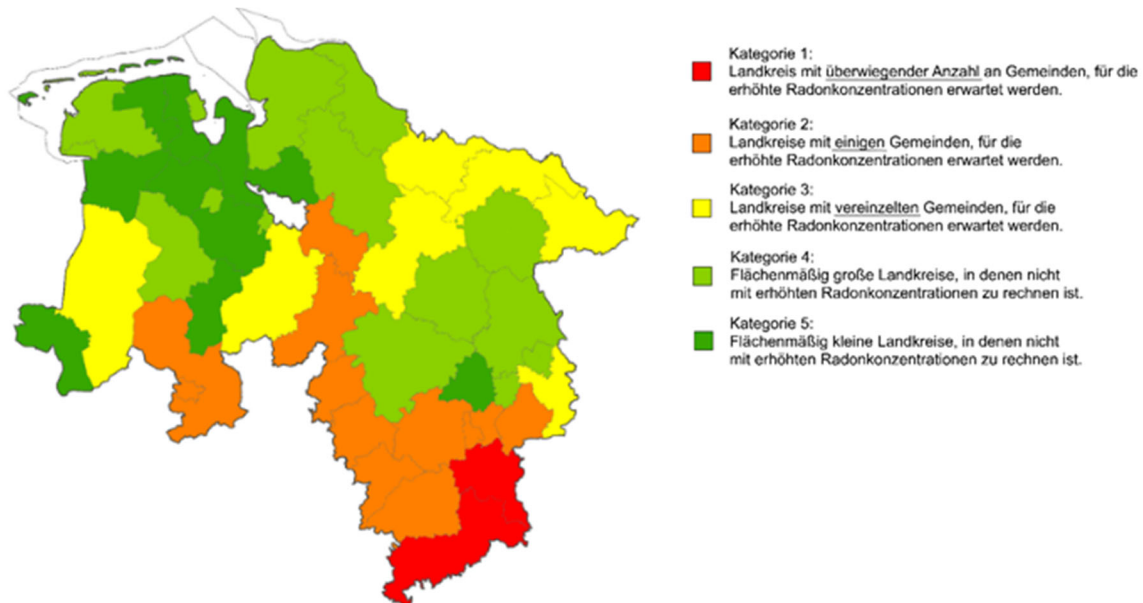 Kategorie 1:
Landkreis mit überwiegender Anzahl an Gemeinden, für die
erhöhte Radonkonzentrationen erwartet werden.
Kategorie 2:
Landkreise mit einigen Gemeinden, für die
erhöhte Radonkonzentrationen erwartet werden.
Kategorie 3:
Landkreise mit vereinzelten Gemeinden, für die
erhöhte Radonkonzentrationen erwartet werden.
Kategorie 4:
Flächenmäßig große Landkreise, in denen nicht
mit erhöhten Radonkonzentrationen zu rechnen ist.
Kategorie 5:
Flächenmäßig kleine Landkreise, in denen nicht
mit erhöhten Radonkonzentrationen zu rechnen ist.